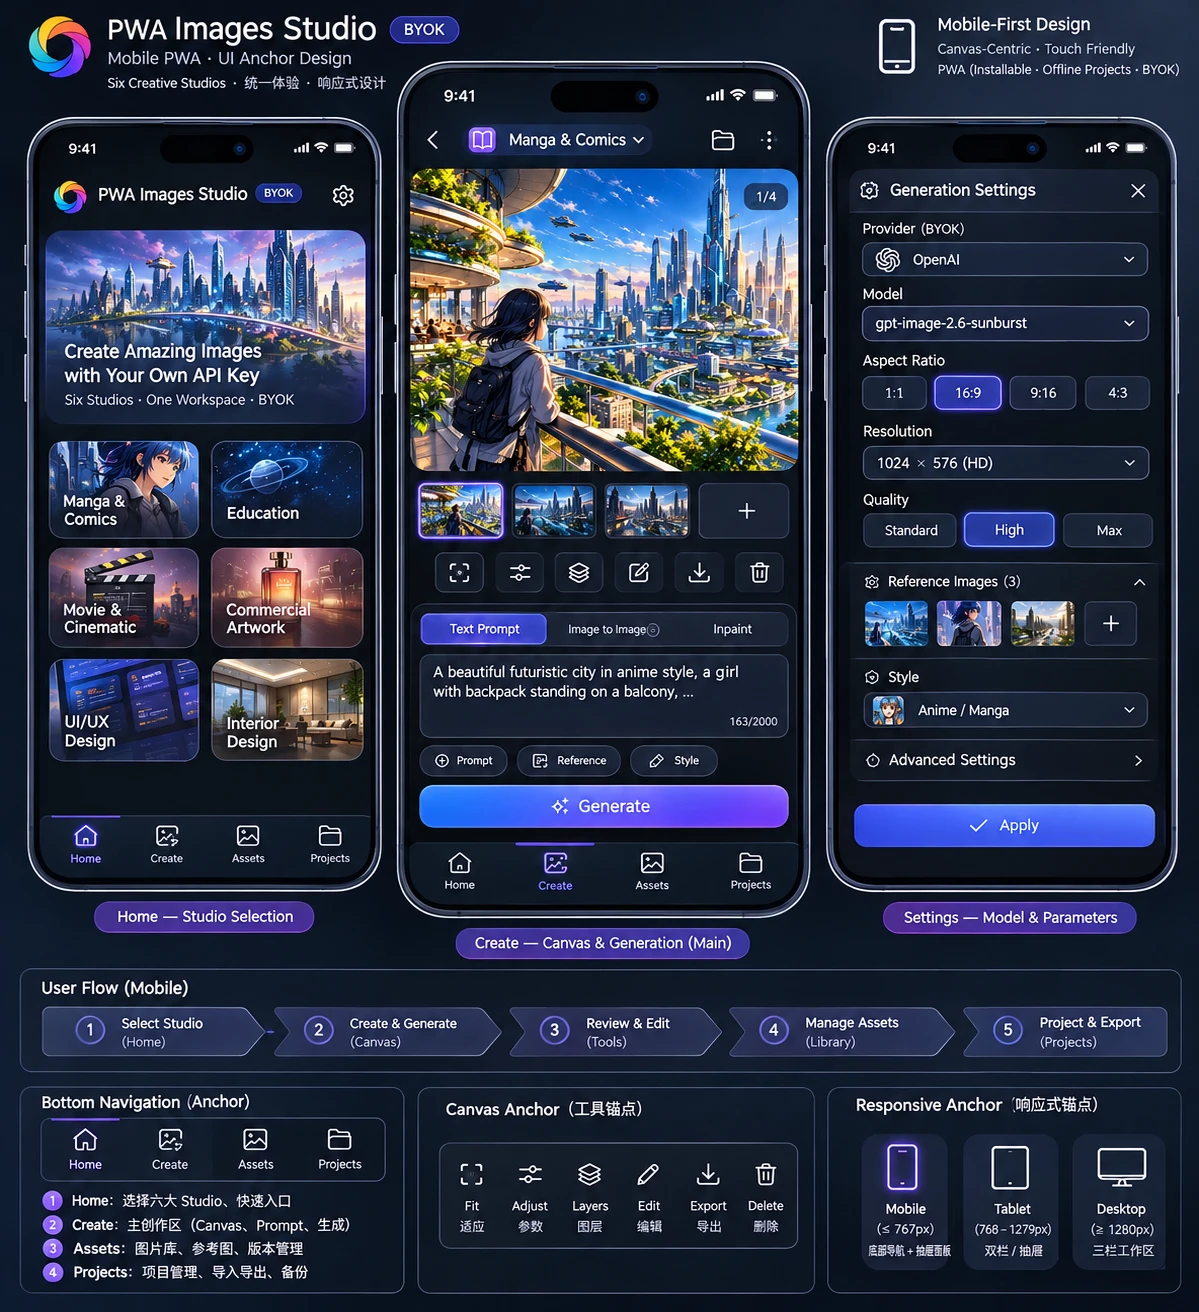 PWA Images Studio BYOK
Mobile PWA · UI Anchor Design
Six Creative Studios · 统一体验 · 响应式设计
Mobile-First Design
Canvas-Centric · Touch Friendly
PWA (Installable · Offline Projects · BYOK)
9:41
PWA Images Studio BYOK
Create Amazing Images
with Your Own API Key
Six Studios · One Workspace · BYOK
Manga &
Comics
Education
Movie &
Cinematic
Commercial
Artwork
UI/UX
Design
Interior
Design
Home Create Assets Projects
Home — Studio Selection
9:41
Manga & Comics
1/4
Text Prompt Image to Image Inpaint
A beautiful futuristic city in anime style, a girl
with backpack standing on a balcony, ...
163/2000
Prompt Reference Style
Generate
Home Create Assets Projects
Create — Canvas & Generation (Main)
9:41
Generation Settings
Provider (BYOK)
OpenAI
Model
gpt-image-2.6-sunburst
Aspect Ratio
1:1 16:9 9:16 4:3
Resolution
1024 × 576 (HD)
Quality
Standard High Max
Reference Images (3)
Style
Anime / Manga
Advanced Settings
Apply
Settings — Model & Parameters
User Flow (Mobile)
1 Select Studio
(Home)
2 Create & Generate
(Canvas)
3 Review & Edit
(Tools)
4 Manage Assets
(Library)
5 Project & Export
(Projects)
Bottom Navigation (Anchor)
Home Create Assets Projects
1 Home: 选择六大 Studio、快速入口
2 Create: 主创作区（Canvas、Prompt、生成）
3 Assets: 图片库、参考图、版本管理
4 Projects: 项目管理、导入导出、备份
Canvas Anchor（工具锚点）
Fit Adjust Layers Edit Export Delete
适应 参数 图层 编辑 导出 删除
Responsive Anchor（响应式锚点）
Mobile
(≤ 767px)
底部导航 + 抽屉面板
Tablet
(768 – 1279px)
双栏 / 抽屉
Desktop
(≥ 1280px)
三栏工作区